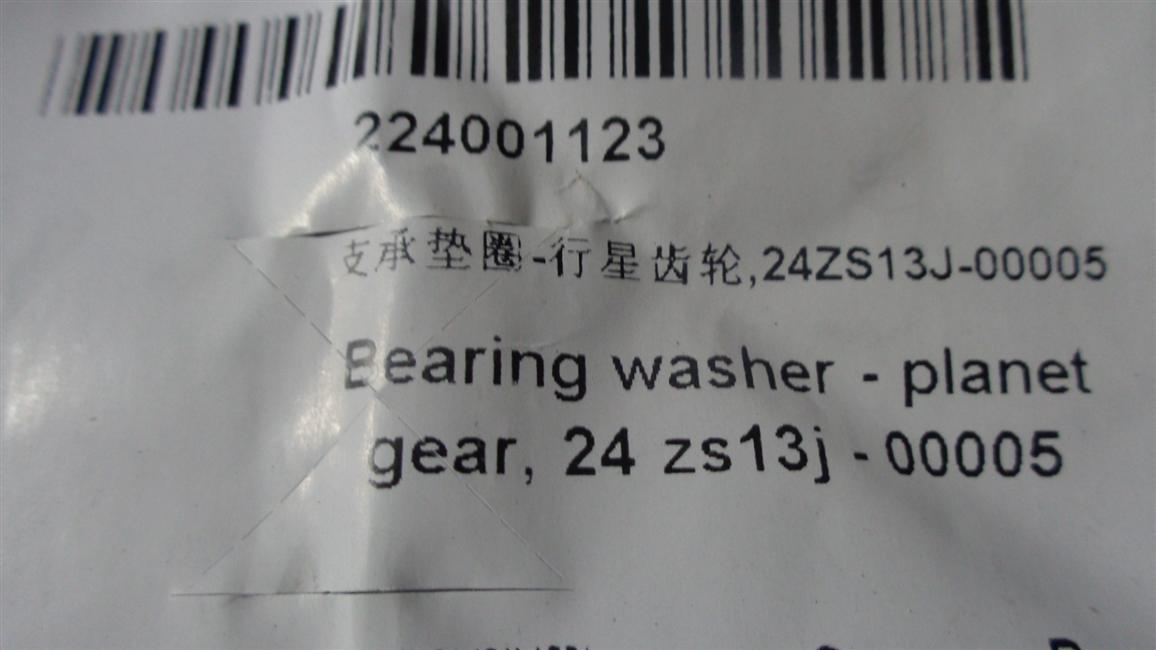 224001123
支承垫圈-行星齿轮,24ZS13J-00005
Bearing washer - planet
gear, 24 zs13j - 00005